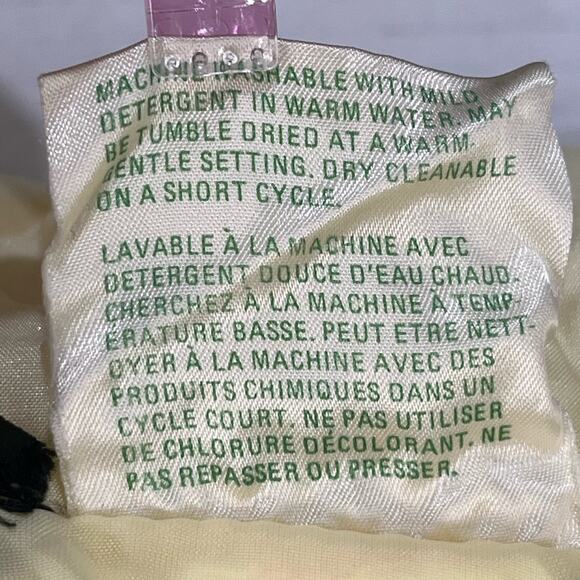 MACHINE WASHABLE WITH MILD
DETERGENT IN WARM WATER. MAY
BE TUMBLE DRIED AT A WARM.
GENTLE SETTING. DRY CLEANABLE
ON A SHORT CYCLE.
LAVABLE À LA MACHINE AVEC
DETERGENT DOUCE D'EAU CHAUD.
CHERCHEZ À LA MACHINE À TEMP-
ERATURE BASSE. PEUT ETRE NETT-
OYER À LA MACHINE AVEC DES
PRODUITS CHIMIQUES DANS UN
CYCLE COURT. NE PAS UTILISER
DE CHLORURE DÉCOLORANT. NE
PAS REPASSER OU PRESSER.